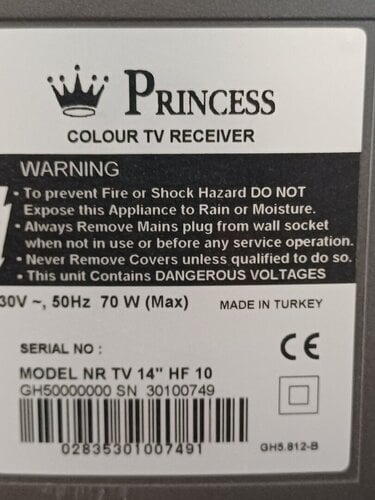 PRINCESS
COLOUR TV RECEIVER
WARNING
• To prevent Fire or Shock Hazard DO NOT
Expose this Appliance to Rain or Moisture.
• Always Remove Mains plug from wall socket
when not in use or before any service operation.
• Never Remove Covers unless qualified to do so.
• This unit Contains DANGEROUS VOLTAGES
30V ~, 50Hz 70 W (Max)
MADE IN TURKEY
SERIAL NO :
CE
MODEL NR TV 14" HF 10
GH50000000 SN 30100749
02835301007491
GH5.812-B